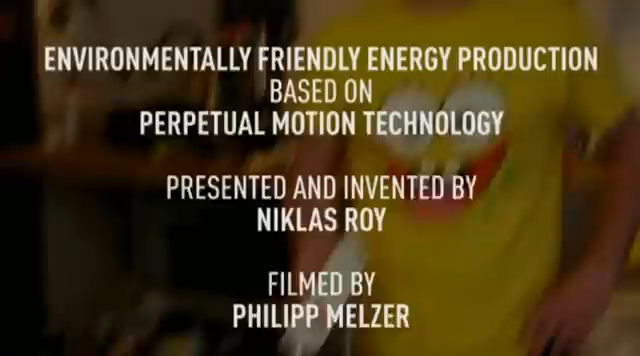 ENVIRONMENTALLY FRIENDLY ENERGY PRODUCTION
BASED ON
PERPETUAL MOTION TECHNOLOGY
PRESENTED AND INVENTED BY
NIKLAS ROY
FILMED BY
PHILIPP MELZER